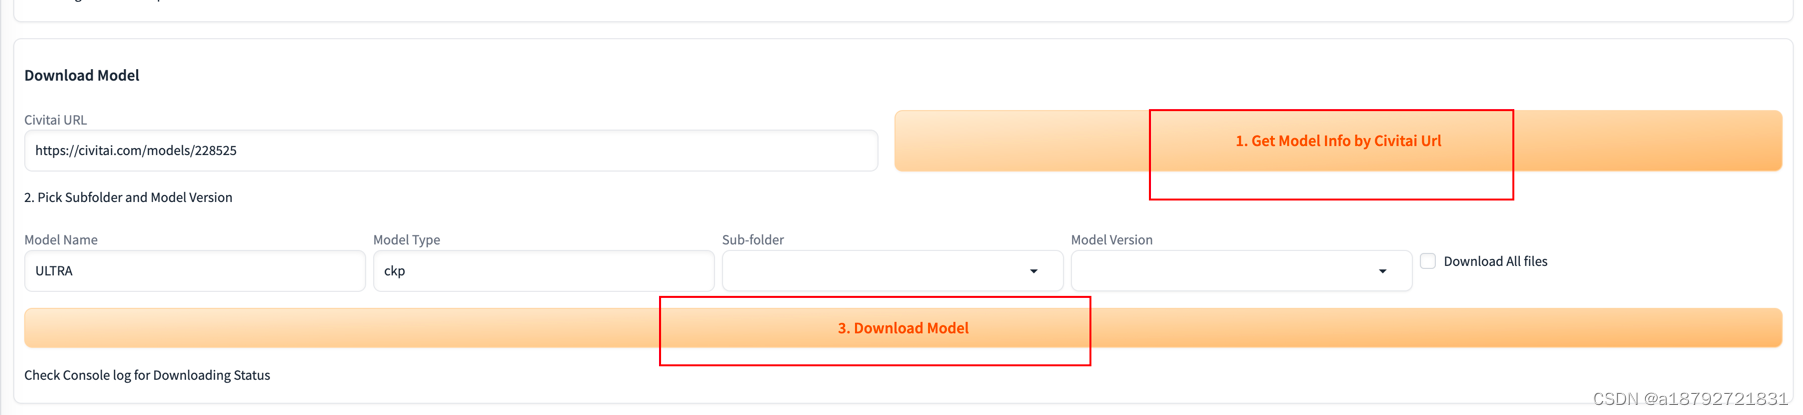 Download Model
Civitai URL
https://civitai.com/models/228525
1. Get Model Info by Civitai Url
2. Pick Subfolder and Model Version
Model Name
Model Type
Sub-folder
Model Version
ULTRA
ckp
Download All files
3. Download Model
Check Console log for Downloading Status
CSDN @a18792721831